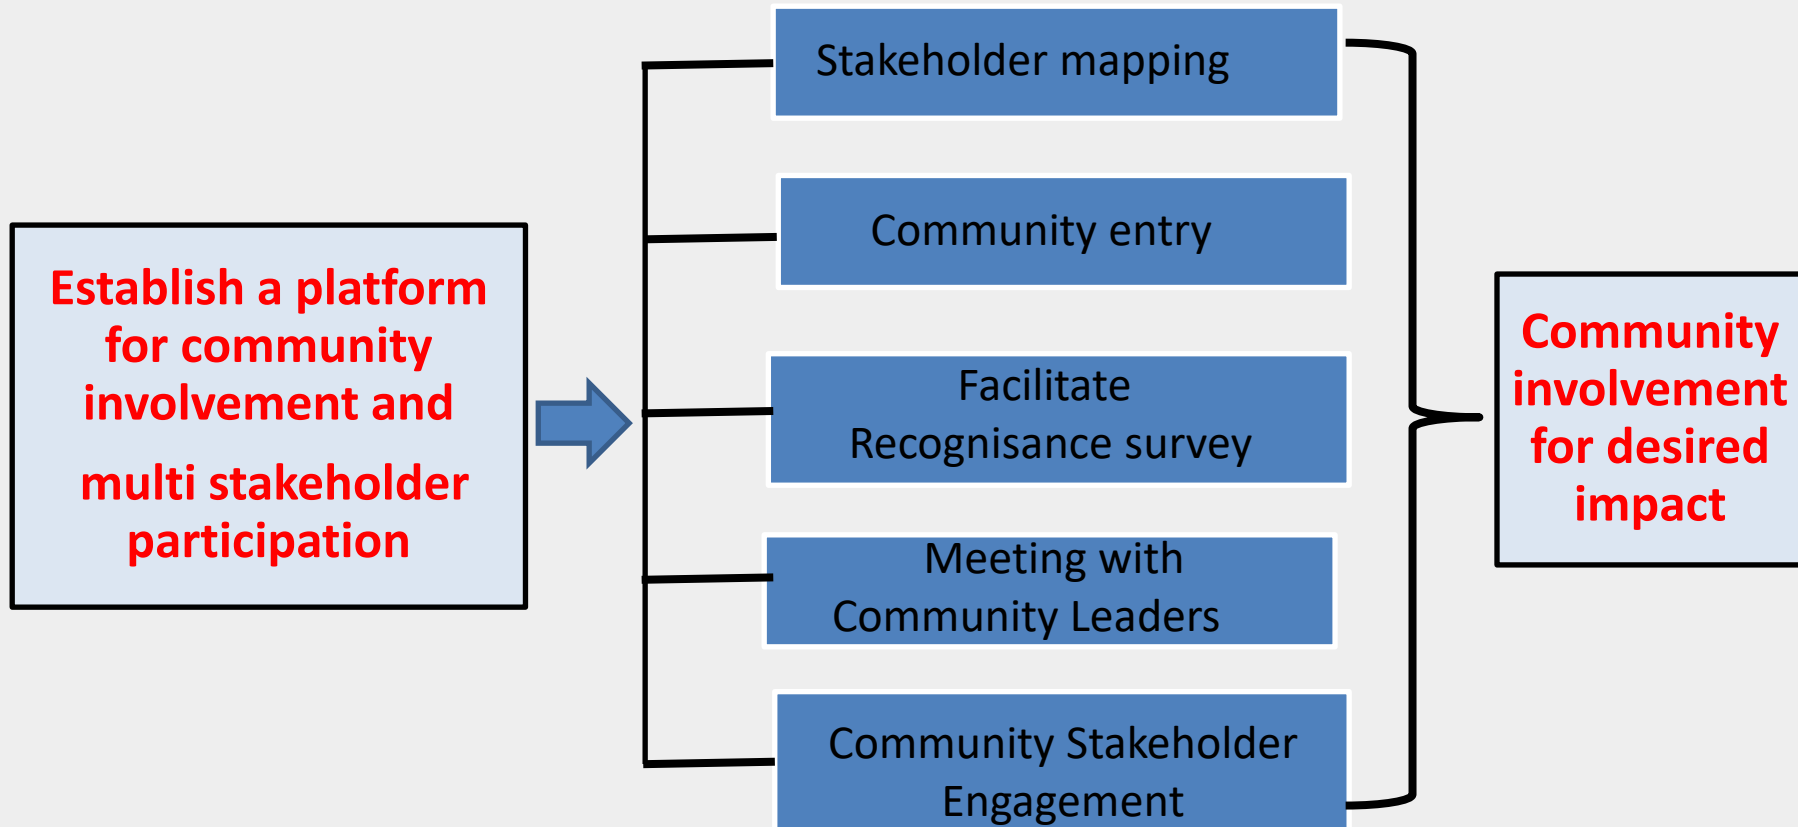 Establish a platform
for community
involvement and
multi stakeholder
participation
Stakeholder mapping
Community entry
Facilitate
Recognisance survey
Meeting with
Community Leaders
Community Stakeholder
Engagement
Community
involvement
for desired
impact